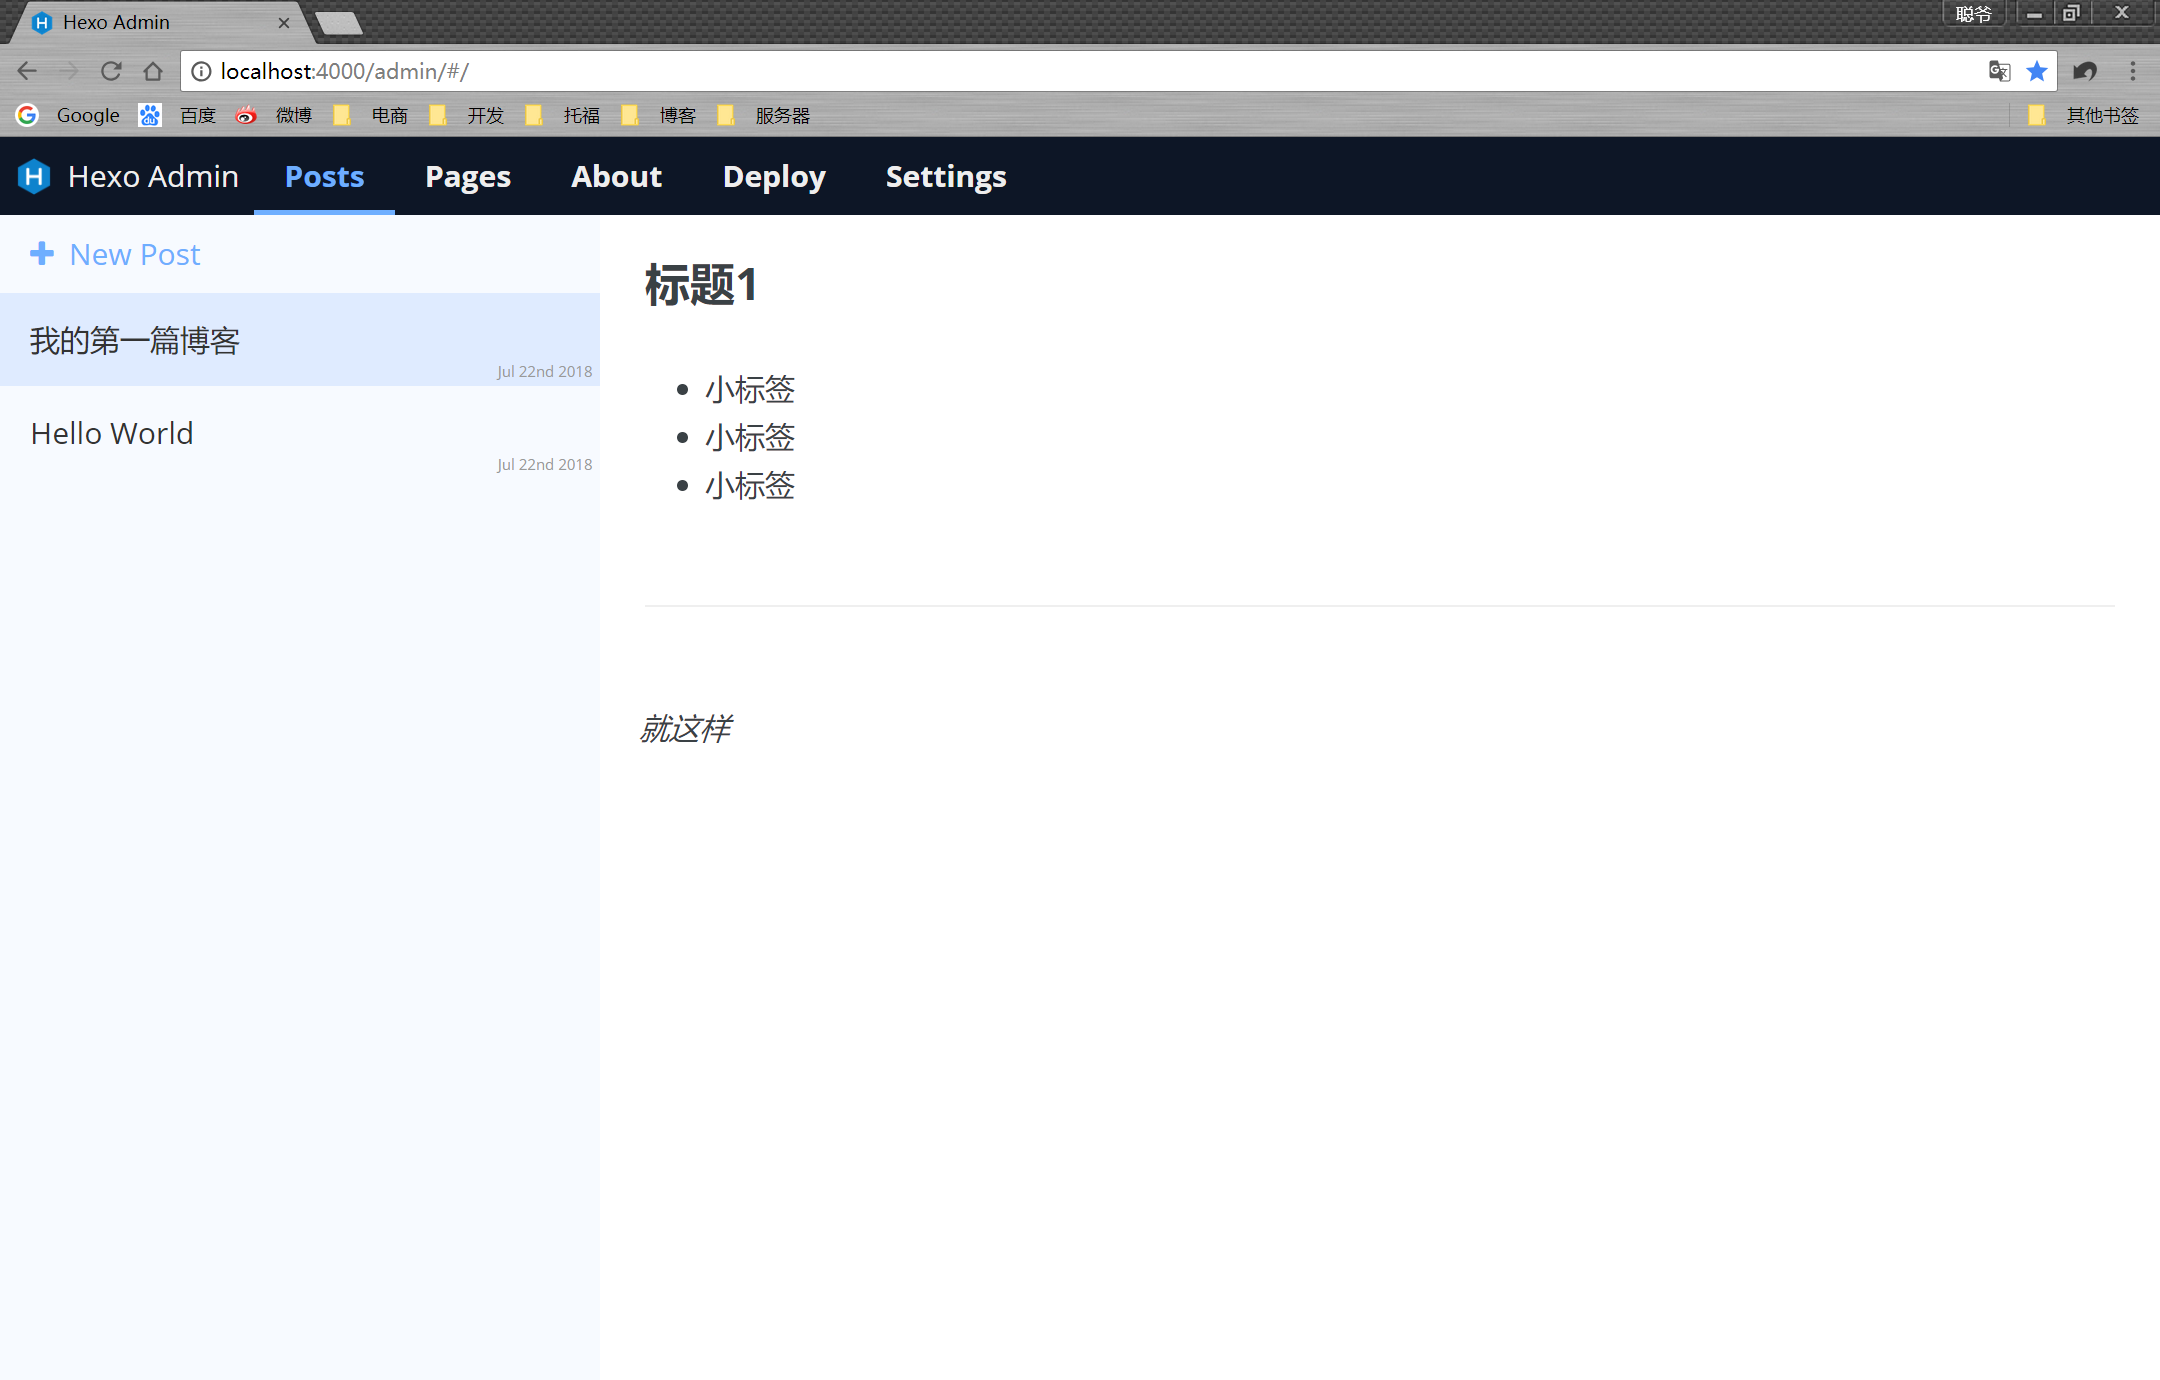 Hexo Admin
聪爷
localhost:4000/admin/#/
Google 百度 微博 电商 开发 托福 博客 服务器 其他书签
Hexo Admin Posts Pages About Deploy Settings
New Post
我的第一篇博客
Jul 22nd 2018
Hello World
Jul 22nd 2018
标题1
小标签
小标签
小标签
就这样